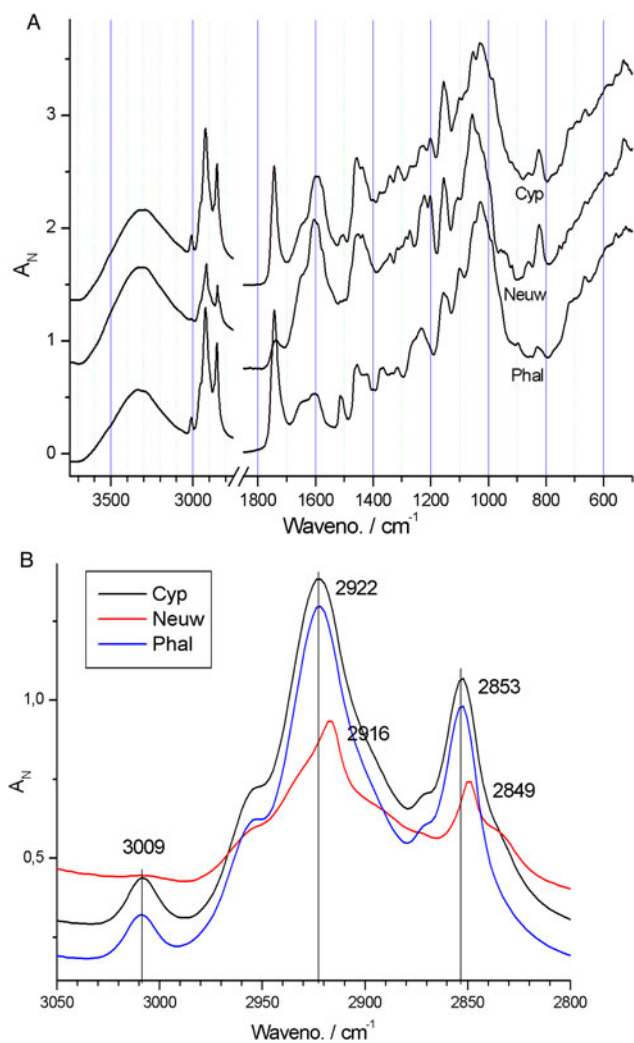 A
3
2
1
0
A_N
Cyp
Neuw
Phal
3500 3000 1800 1600 1400 1200 1000 800 600
Waveno. / cm⁻¹
B
Cyp
Neuw
Phal
2922
2916
2853
2849
3009
1,0
0,5
A_N
3050 3000 2950 2900 2850 2800
Waveno. / cm⁻¹